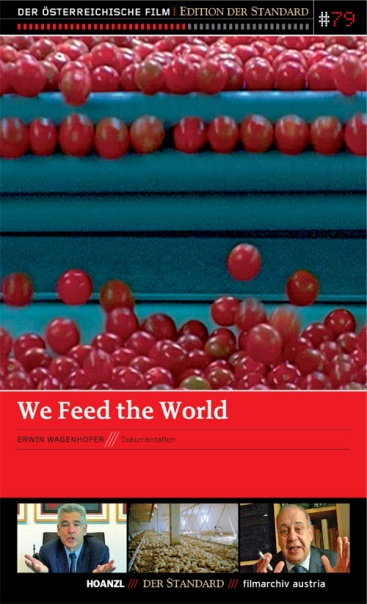 DER ÖSTERREICHISCHE FILM | EDITION DER STANDARD
#79
We Feed the World
ERWIN WAGENHOFER /// Dokumentation
HOANZL /// DER STANDARD /// filmarchiv austria